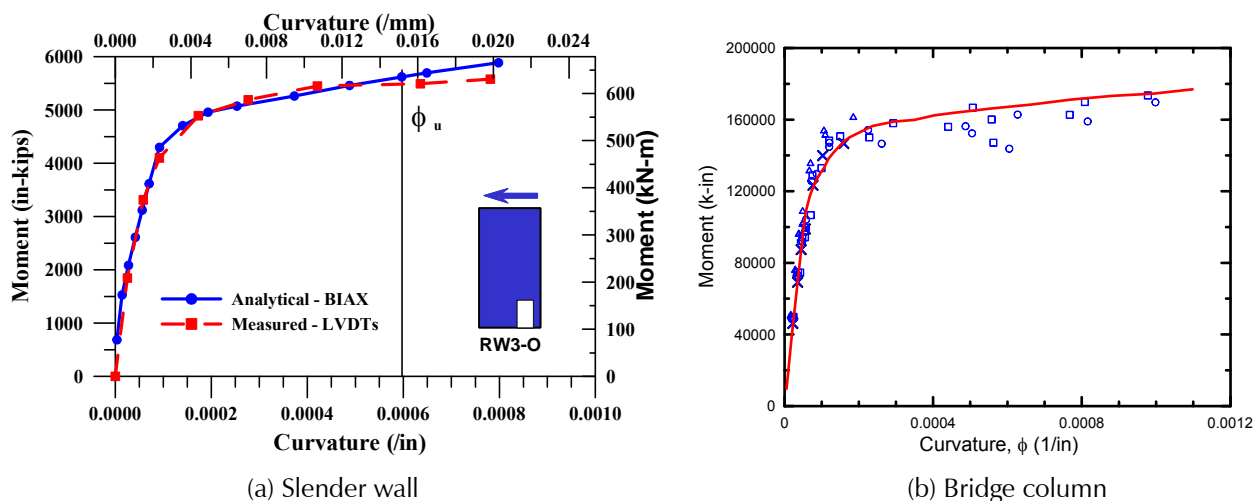 Curvature (/mm)
0.000 0.004 0.008 0.012 0.016 0.020 0.024
6000
5000
4000
3000
2000
1000
0
Moment (in-kips)
600
500
400
300
200
100
0
Moment (kN-m)
ϕ u
Analytical - BIAX
Measured - LVDTs
RW3-O
0.0000 0.0002 0.0004 0.0006 0.0008 0.0010
Curvature (/in)
(a) Slender wall
200000
160000
120000
80000
40000
0
Moment (k-in)
0 0.0004 0.0008 0.0012
Curvature, ϕ (1/in)
(b) Bridge column